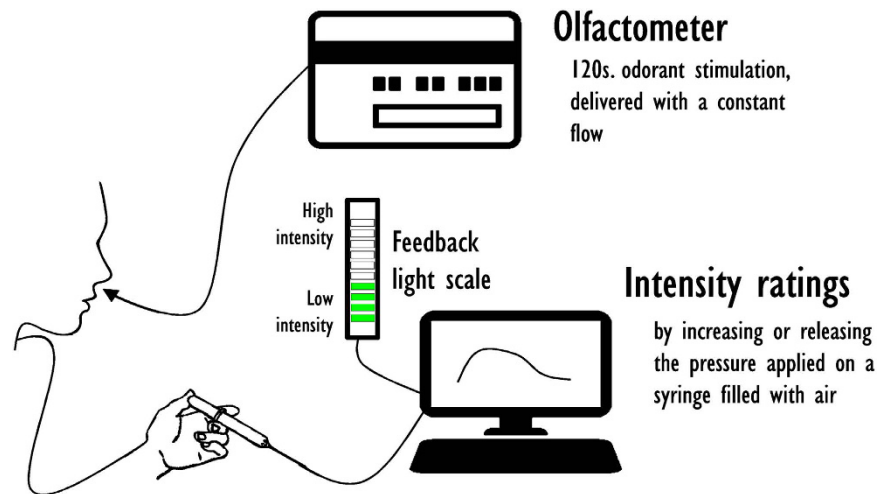 Olfactometer
120s. odorant stimulation,
delivered with a constant
flow
High
intensity
Feedback
light scale
Low
intensity
Intensity ratings
by increasing or releasing
the pressure applied on a
syringe filled with air